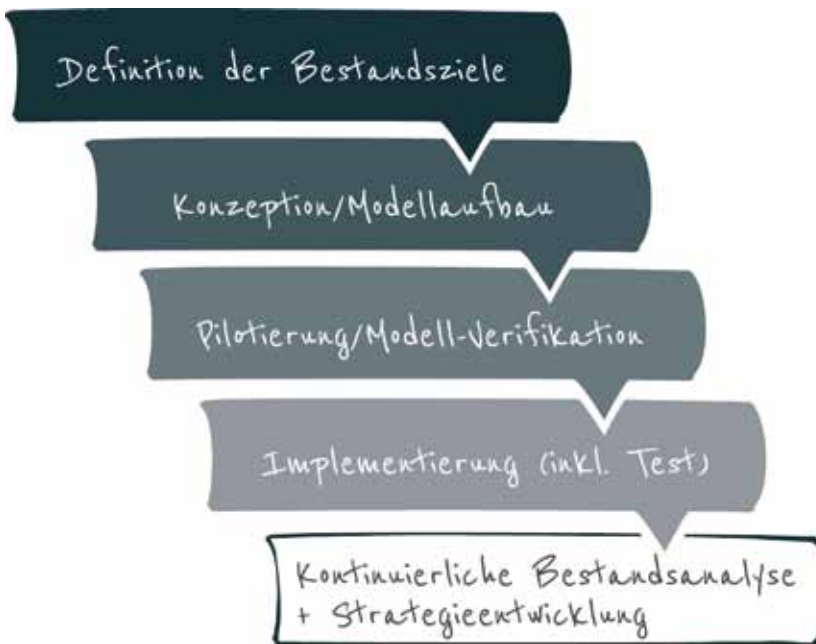 Definition der Bestandsziele
Konzeption/Modellaufbau
Pilotierung/Modell-Verifikation
Implementierung (inkl. Test)
Kontinuierliche Bestandsanalyse
+ Strategieentwicklung